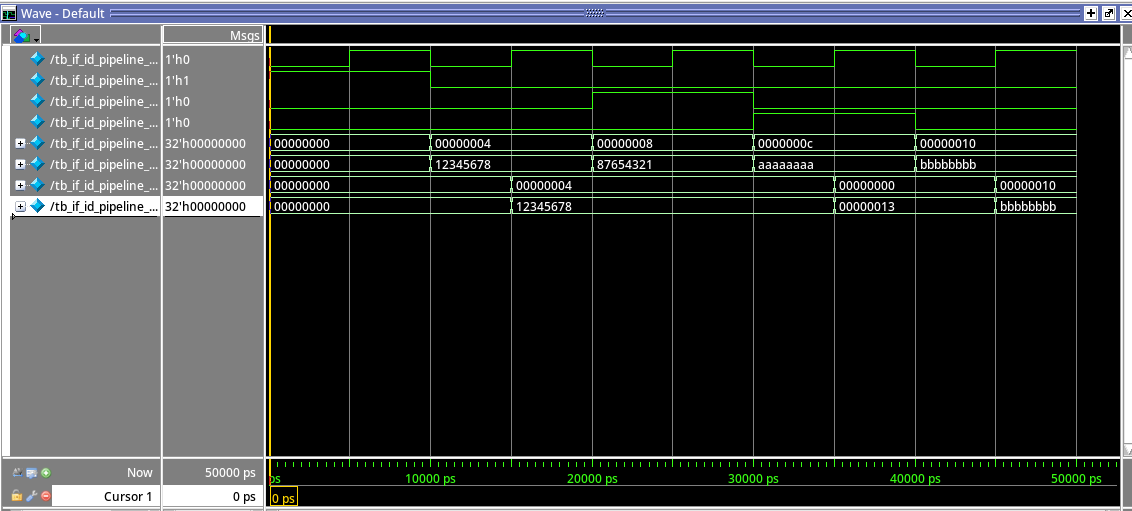 Wave - Default
Msgs
/tb_if_id_pipeline_... 1'h0
/tb_if_id_pipeline_... 1'h1
/tb_if_id_pipeline_... 1'h0
/tb_if_id_pipeline_... 1'h0
/tb_if_id_pipeline_... 32'h00000000 00000000 00000004 00000008 0000000c 00000010
/tb_if_id_pipeline_... 32'h00000000 00000000 12345678 87654321 aaaaaaaa bbbbbbbb
/tb_if_id_pipeline_... 32'h00000000 00000000 00000004 00000000 00000010
/tb_if_id_pipeline_... 32'h00000000 00000000 12345678 00000013 bbbbbbbb
Now 50000 ps ps 10000 ps 20000 ps 30000 ps 40000 ps 50000 ps
Cursor 1 0 ps 0 ps